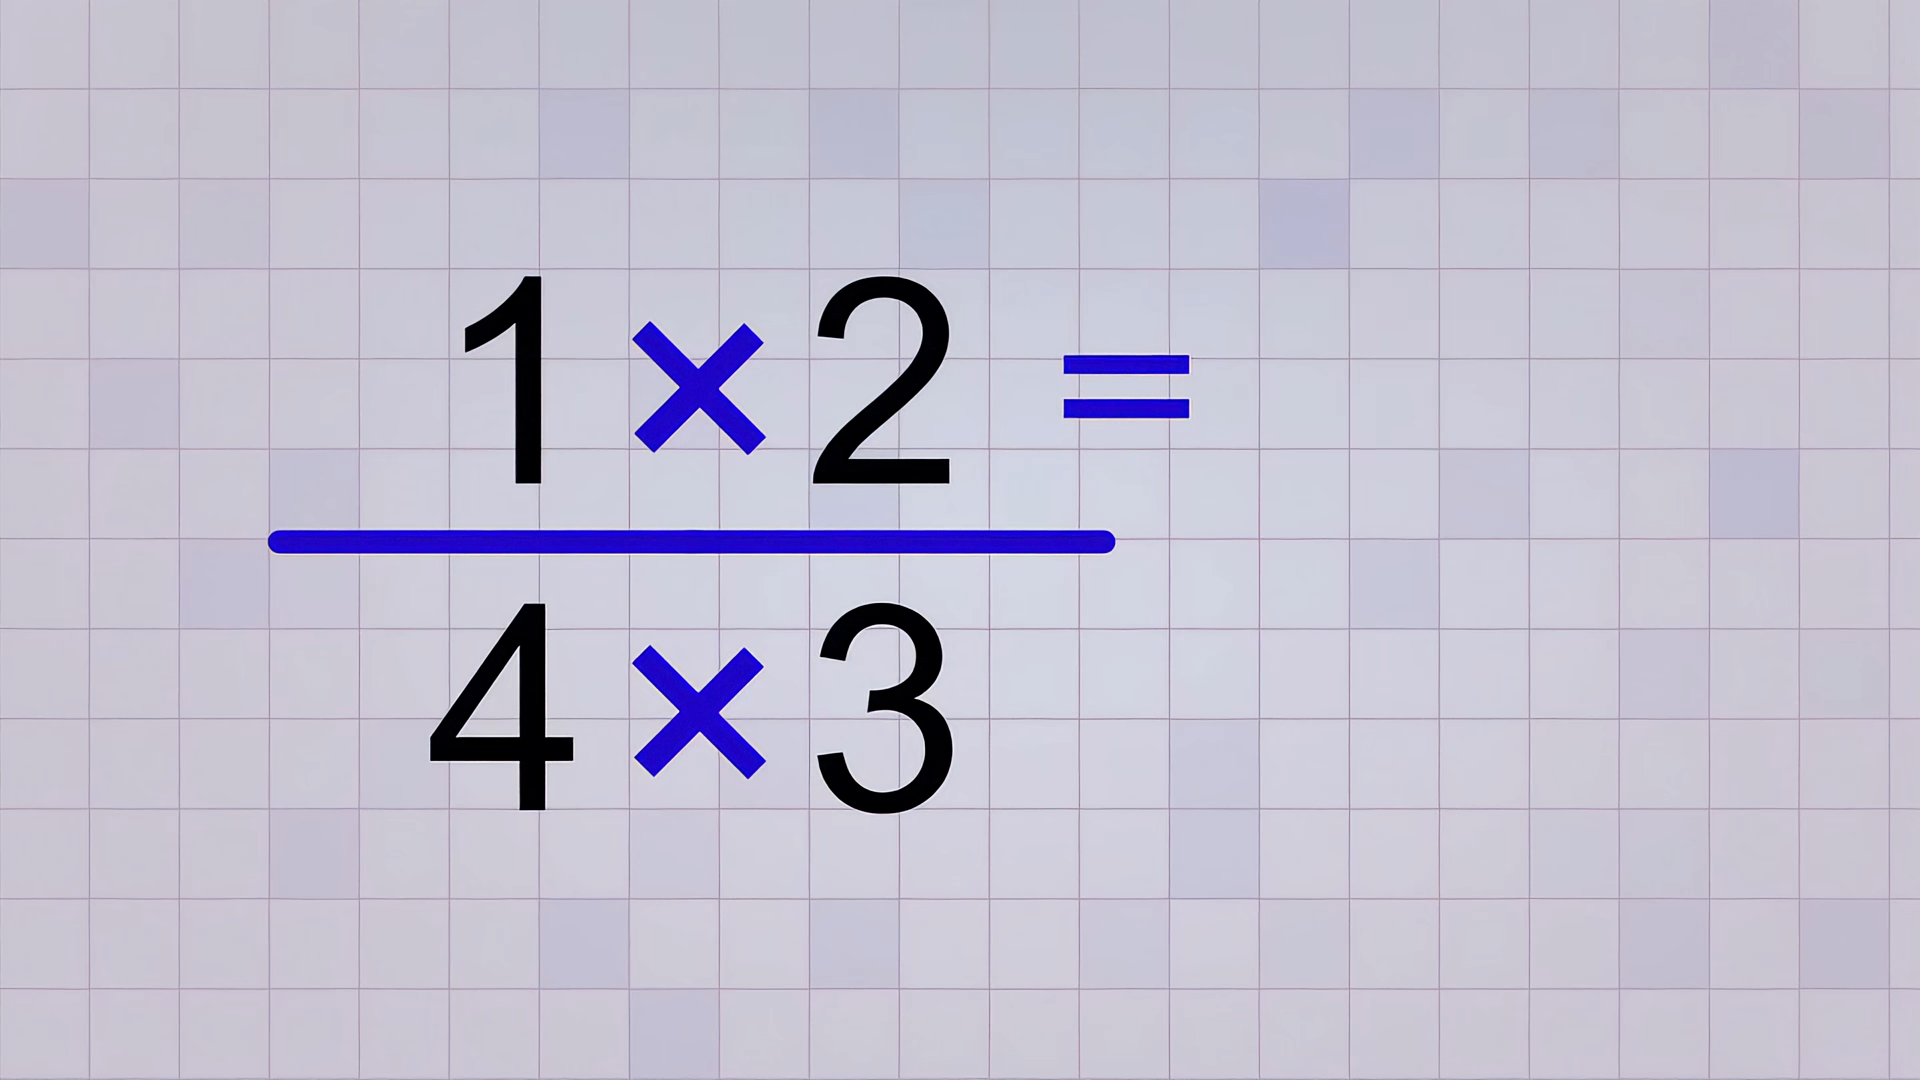 1 × 2 =
4 × 3